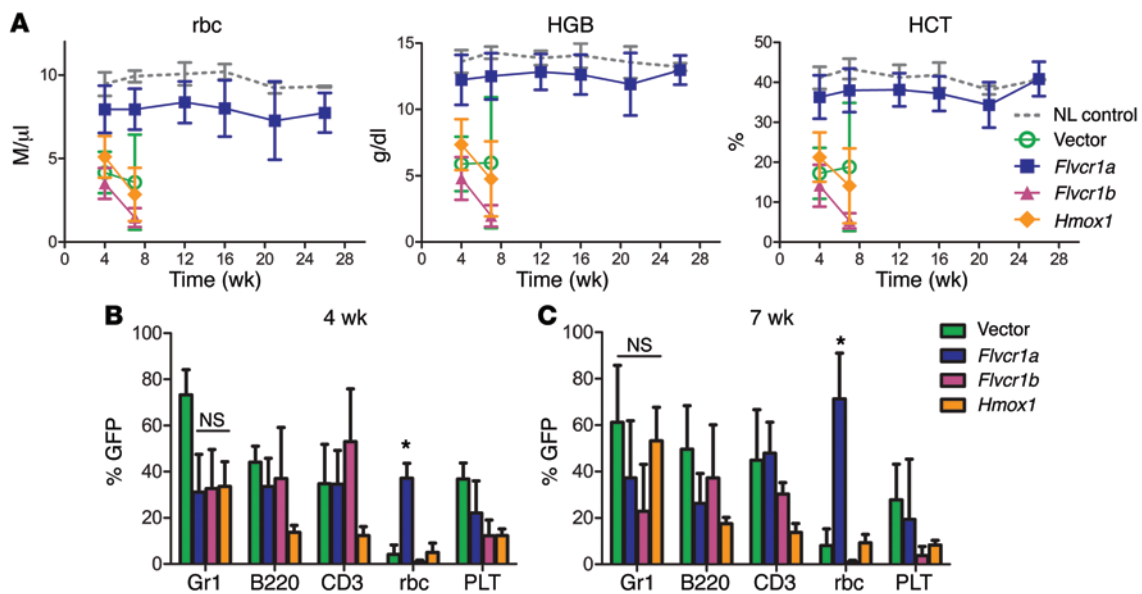 A
rbc
HGB
HCT
M/µl
10
5
0
0 4 8 12 16 20 24 28
Time (wk)
g/dl
15
10
5
0
0 4 8 12 16 20 24 28
Time (wk)
%
50
40
30
20
10
0
0 4 8 12 16 20 24 28
Time (wk)
NL control
Vector
Flvcr1a
Flvcr1b
Hmox1
B
4 wk
% GFP
100
80
60
40
20
0
NS
*
Gr1 B220 CD3 rbc PLT
C
7 wk
% GFP
100
80
60
40
20
0
NS
*
Gr1 B220 CD3 rbc PLT
Vector
Flvcr1a
Flvcr1b
Hmox1